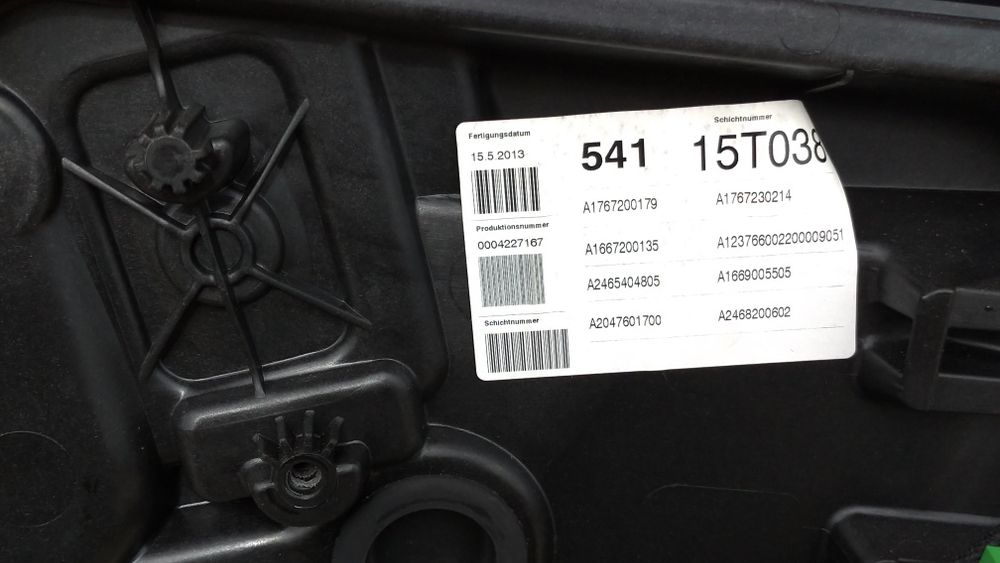 Fertigungsdatum
15.5.2013
541
Schichtnummer
15T038
A1767200179
A1767230214
Produktionsnummer
0004227167
A1667200135
A123766002200009051
A2465404805
A1669005505
Schichtnummer
A2047601700
A2468200602